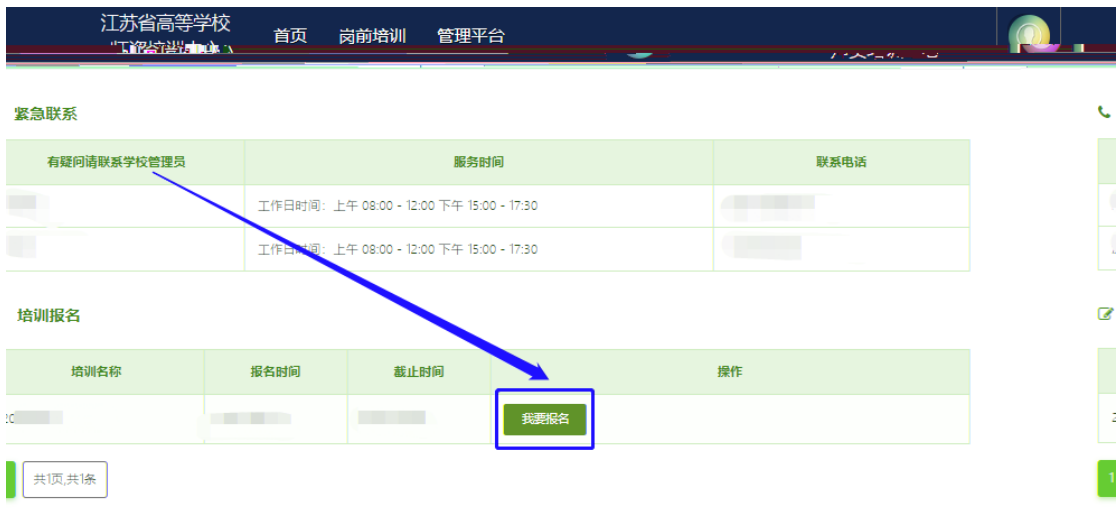 江苏省高等学校
首页 岗前培训 管理平台
紧急联系
有疑问请联系学校管理员 服务时间 联系电话
工作日时间：上午 08:00 - 12:00 下午 15:00 - 17:30
工作日时间：上午 08:00 - 12:00 下午 15:00 - 17:30
培训报名
培训名称 报名时间 截止时间 操作
我要报名
共1页,共1条
1